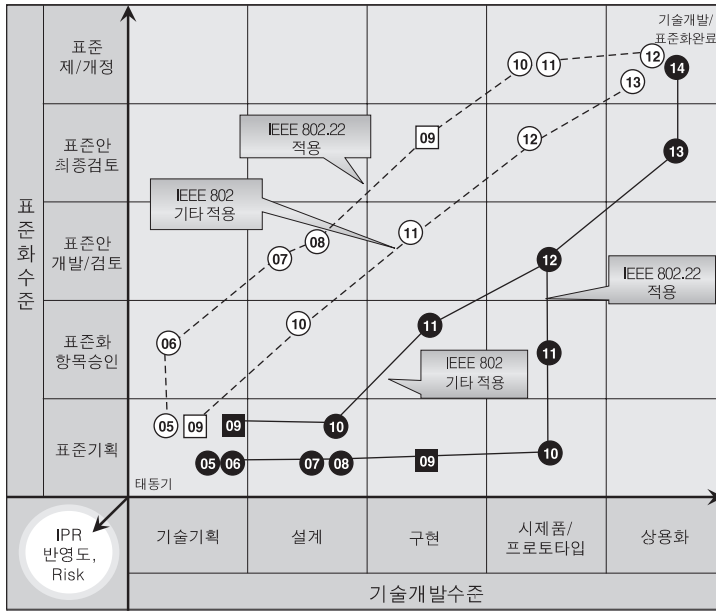 표준화수준
표준
제/개정
표준안
최종검토
표준안
개발/검토
표준화
항목승인
표준기획
기술개발/
표준화완료
10
11
12
13
14
IEEE 802.22
적용
09
12
13
IEEE 802
기타 적용
07
08
11
12
IEEE 802.22
적용
06
10
11
11
IEEE 802
기타 적용
05
09
09
10
05
06
07
08
09
10
태동기
IPR
반영도,
Risk
기술기획
설계
구현
시제품/
프로토타입
상용화
기술개발수준